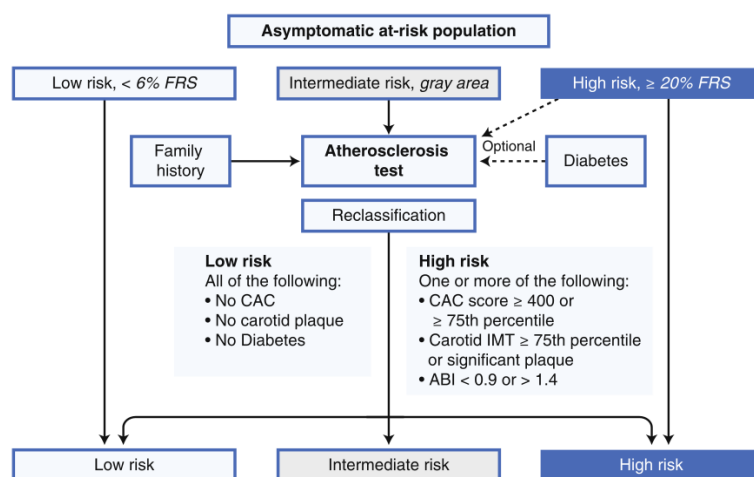 Asymptomatic at-risk population
Low risk, < 6% FRS
Intermediate risk, gray area
High risk, ≥ 20% FRS
Family
history
Atherosclerosis
test
Optional
Diabetes
Reclassification
Low risk
All of the following:
• No CAC
• No carotid plaque
• No Diabetes
High risk
One or more of the following:
• CAC score ≥ 400 or
≥ 75th percentile
• Carotid IMT ≥ 75th percentile
or significant plaque
• ABI < 0.9 or > 1.4
Low risk
Intermediate risk
High risk